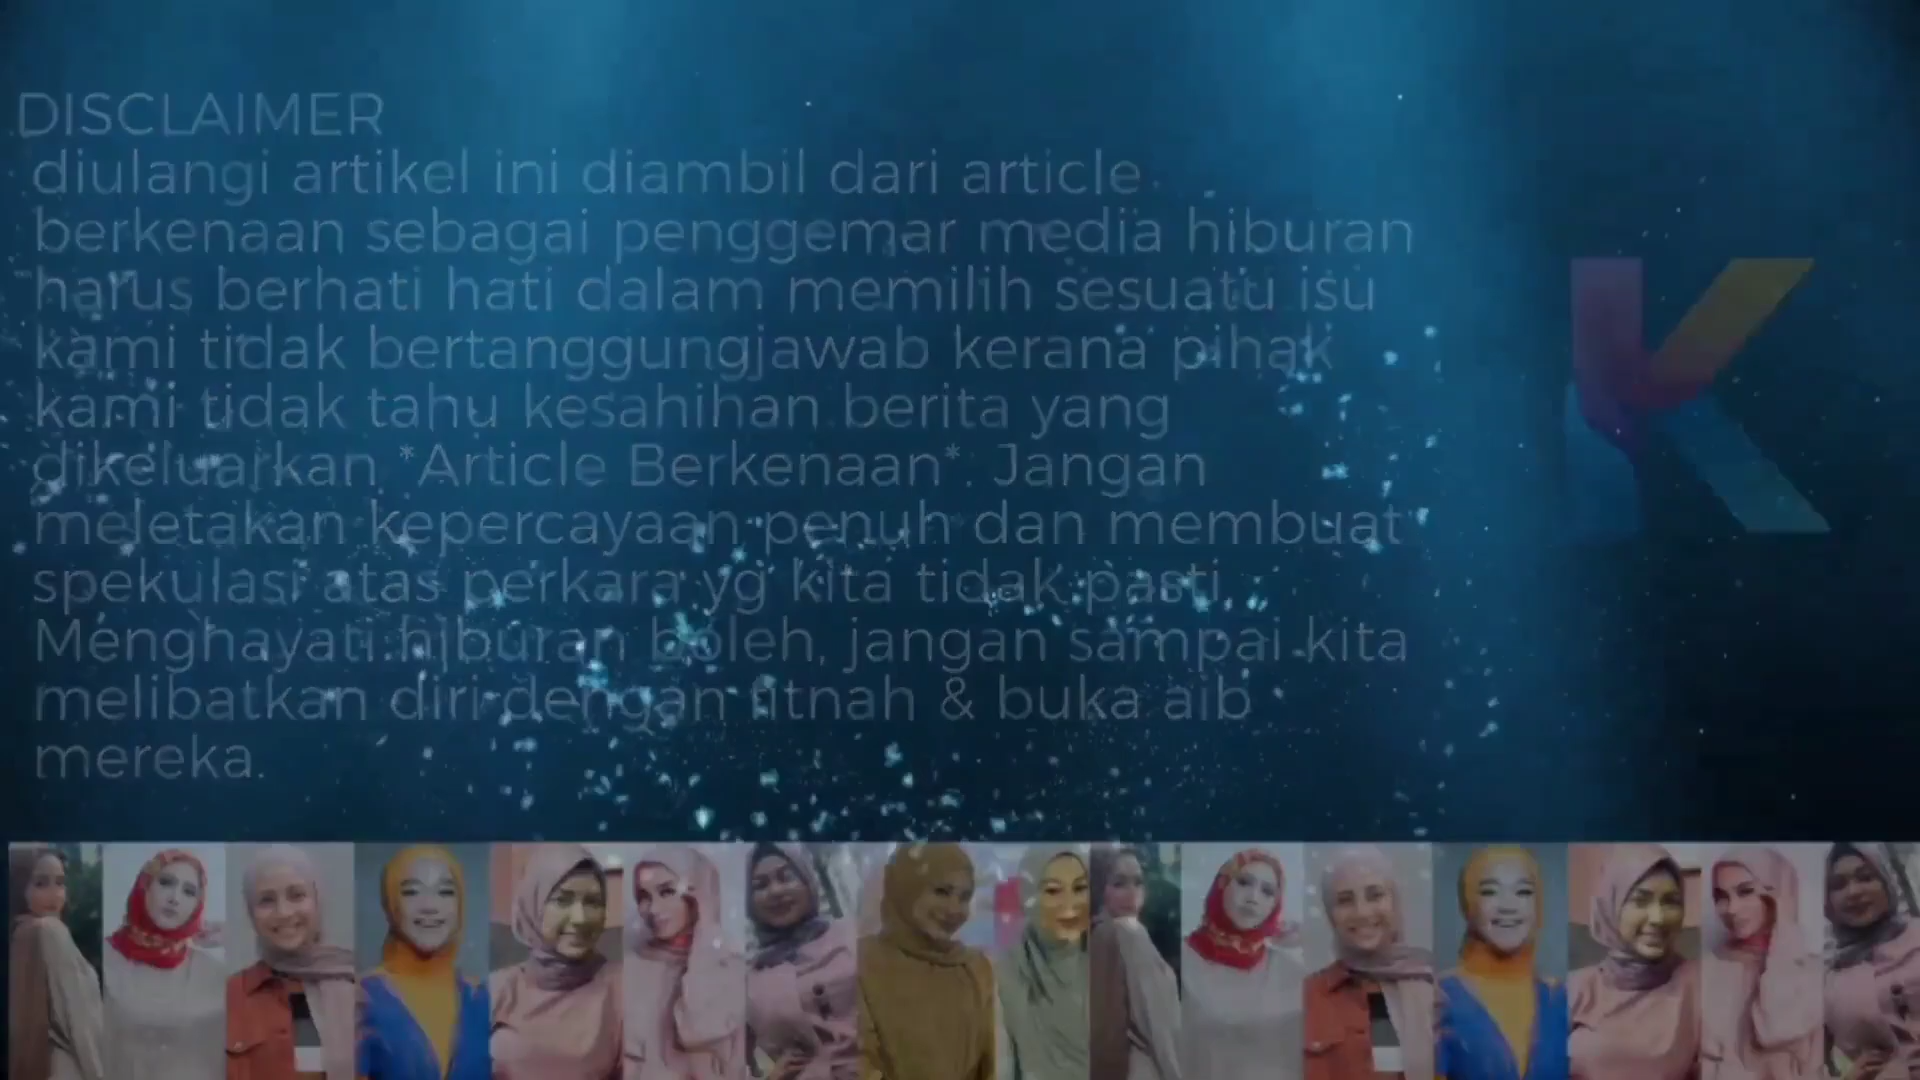 DISCLAIMER
diulangi artikel ini diambil dari article
berkenaan sebagai penggemar media hiburan
harus berhati hati dalam memilih sesuatu isu
kami tidak bertanggungjawab kerana pihak
kami tidak tahu kesahihan berita yang
dikeluarkan *Article Berkenaan*. Jangan
meletakan kepercayaan penuh dan membuat
spekulasi atas perkara yg kita tidak pasti.
Menghayati hiburan boleh, jangan sampai kita
melibatkan diri dengan fitnah & buka aib
mereka.
K